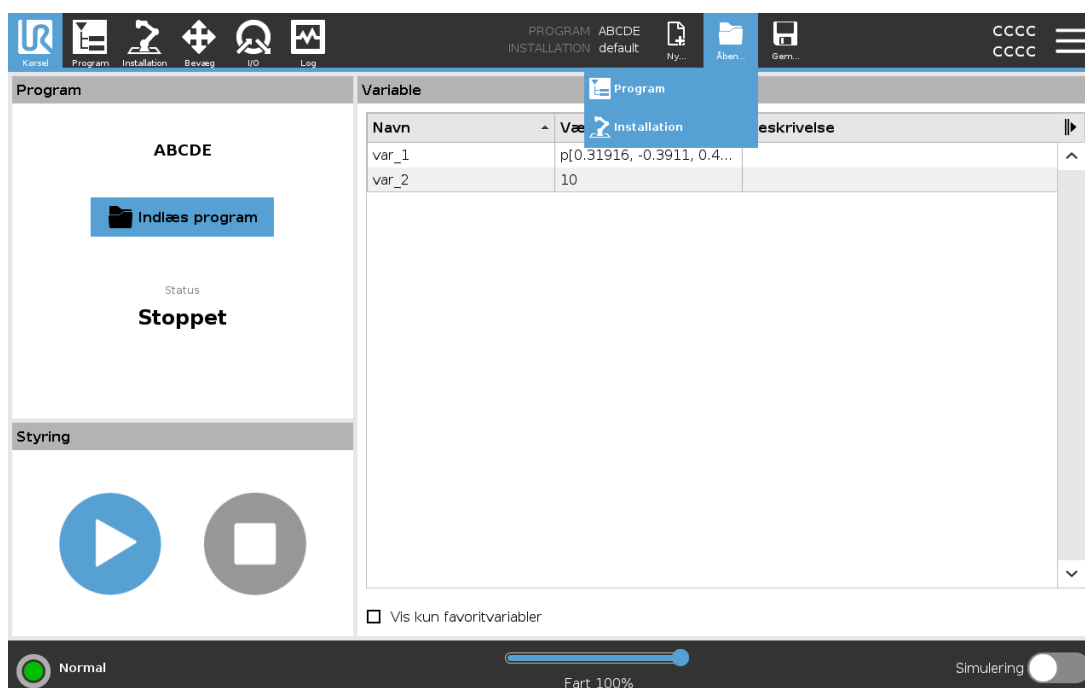 UR
Kørsel
Program
Installation
Bevæg
I/O
Log
PROGRAM ABCDE
INSTALLATION default
Ny...
Åben...
Gem...
CCCC
CCCC
Program
Installation
Program
ABCDE
Indlæs program
Status
Stoppet
Styring
Variable
Navn
Væ
eskrivelse
var_1 p[0.31916, -0.3911, 0.4...
var_2 10
Vis kun favoritvariabler
Normal
Fart 100%
Simulering